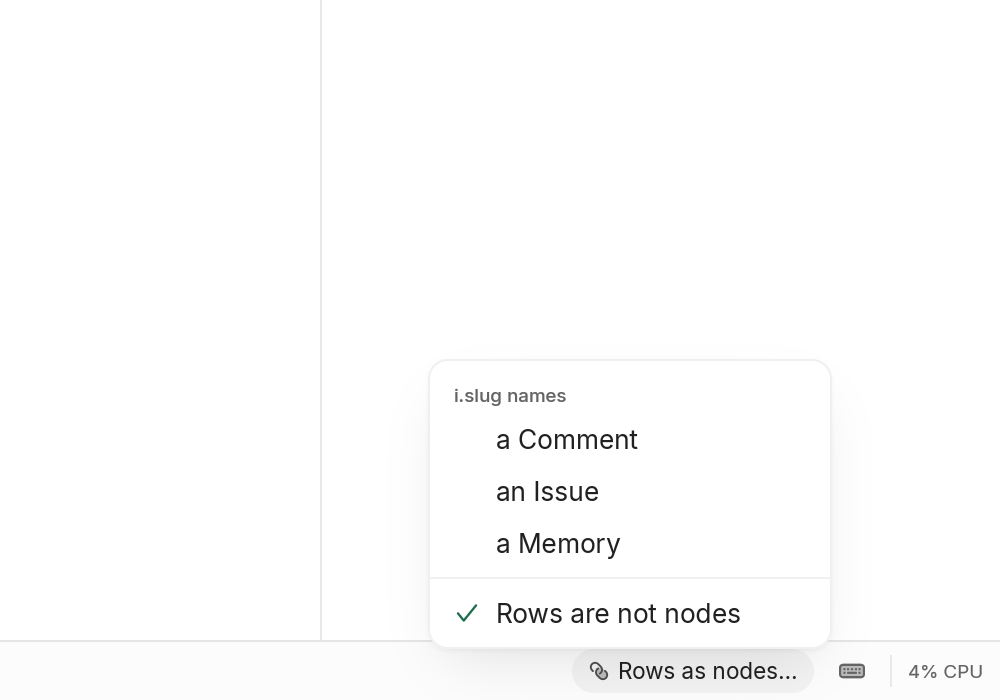 i.slug names
a Comment
an Issue
a Memory
Rows are not nodes
Rows as nodes...
4% CPU